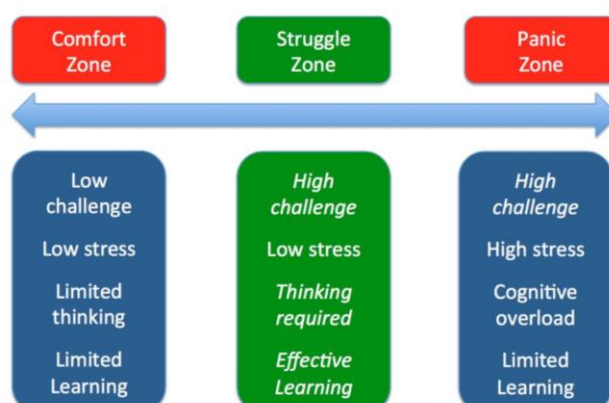 Comfort
Zone
Struggle
Zone
Panic
Zone
Low
challenge
Low stress
Limited
thinking
Limited
Learning
High
challenge
Low stress
Thinking
required
Effective
Learning
High
challenge
High stress
Cognitive
overload
Limited
Learning